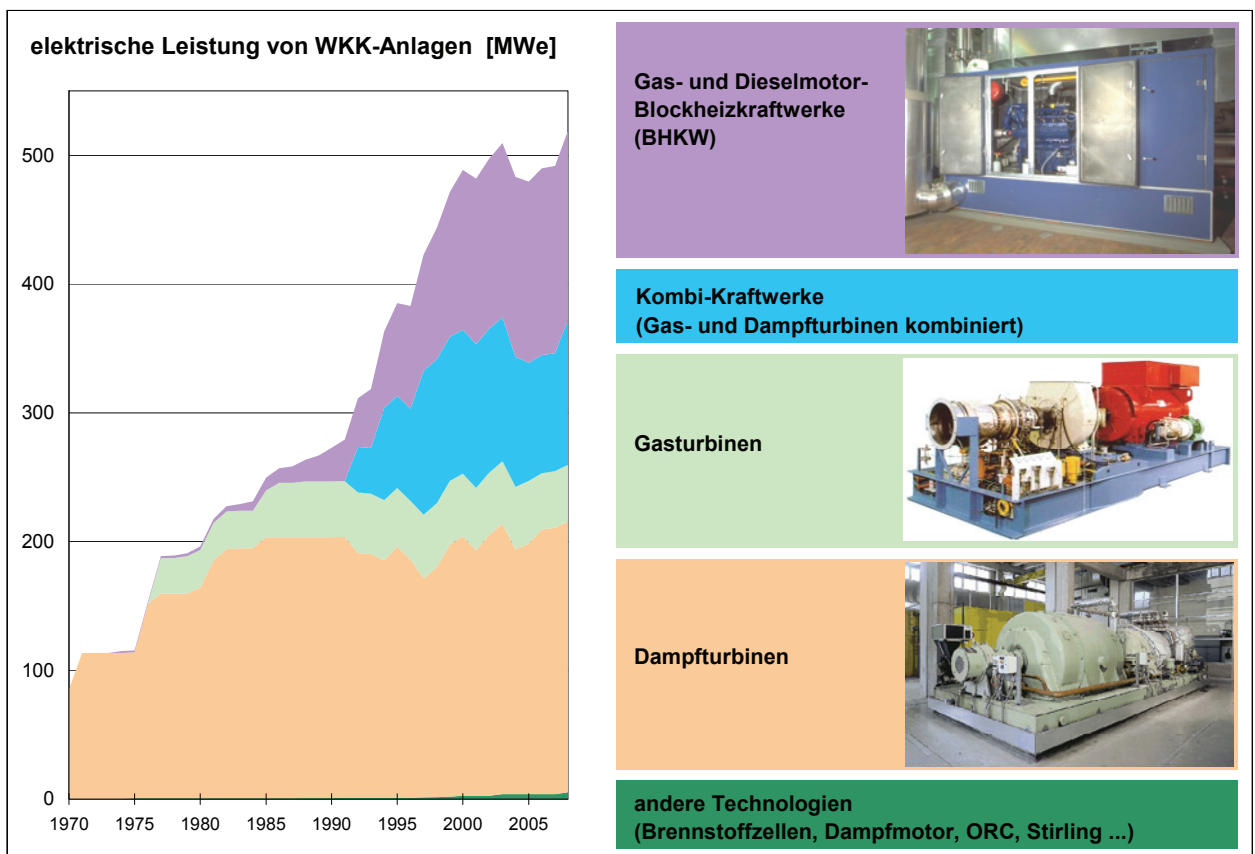 elektrische Leistung von WKK-Anlagen [MWe]
500
400
300
200
100
0
1970
1975
1980
1985
1990
1995
2000
2005
Gas- und Dieselmotor-
Blockheizkraftwerke
(BHKW)
Kombi-Kraftwerke
(Gas- und Dampfturbinen kombiniert)
Gasturbinen
Dampfturbinen
andere Technologien
(Brennstoffzellen, Dampfmotor, ORC, Stirling ...)